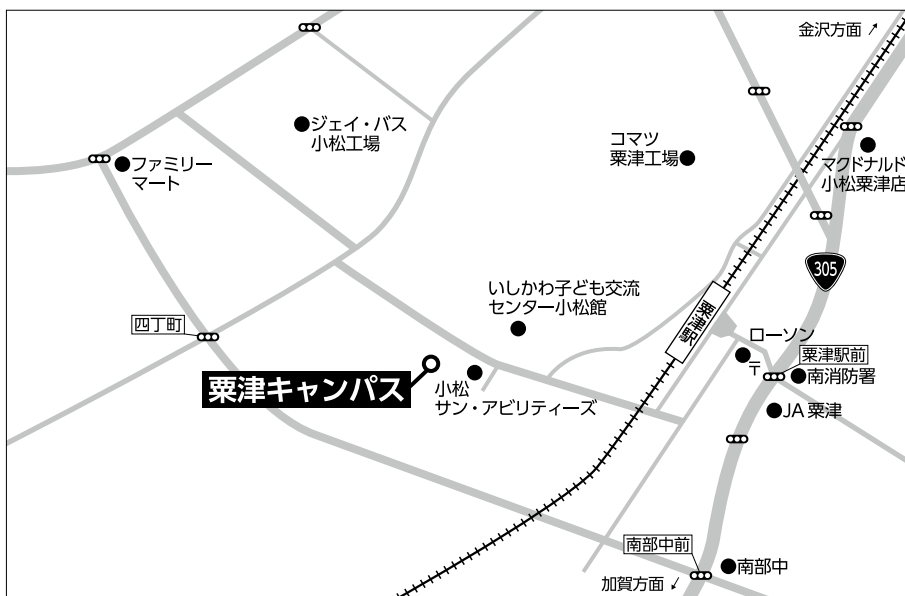 金沢方面
ジェイ・バス
小松工場
コマツ
粟津工場
ファミリー
マート
マクドナルド
小松粟津店
305
いしかわ子ども交流
センター小松館
粟津駅
四丁町
ローソン
〒
粟津駅前
南消防署
粟津キャンパス
小松
サン・アビリティーズ
JA 粟津
南部中前
南部中
加賀方面